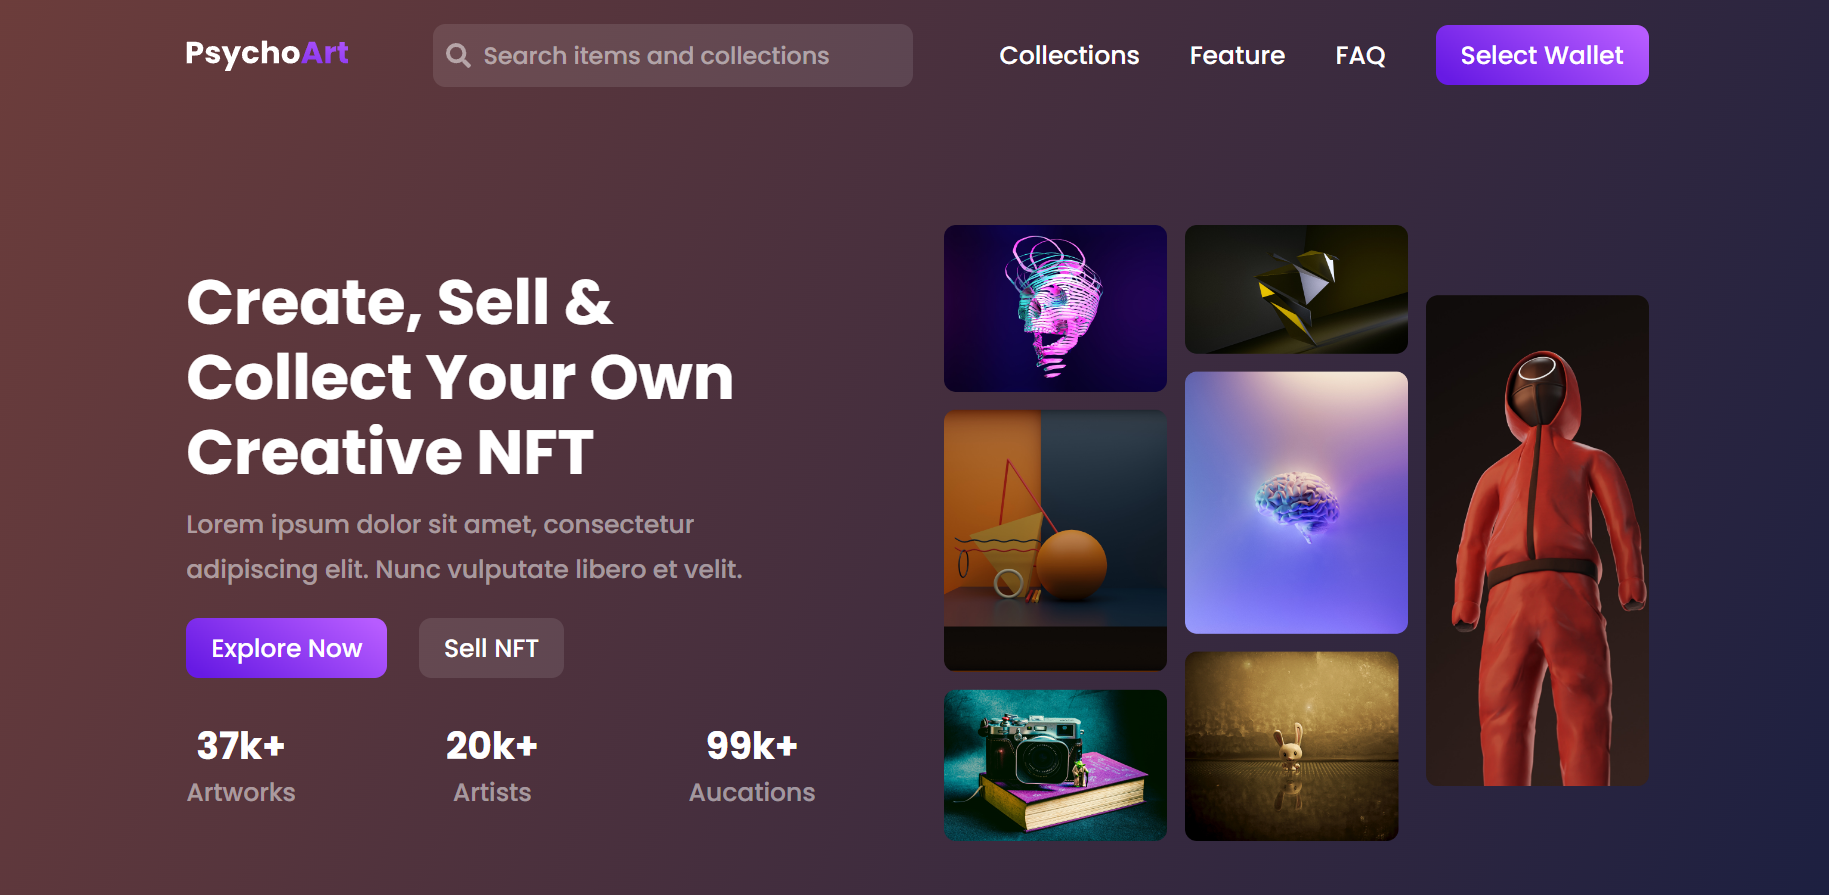 PsychoArt
Search items and collections
Collections
Feature
FAQ
Select Wallet
Create, Sell &
Collect Your Own
Creative NFT
Lorem ipsum dolor sit amet, consectetur
adipiscing elit. Nunc vulputate libero et velit.
Explore Now
Sell NFT
37k+
Artworks
20k+
Artists
99k+
Aucations